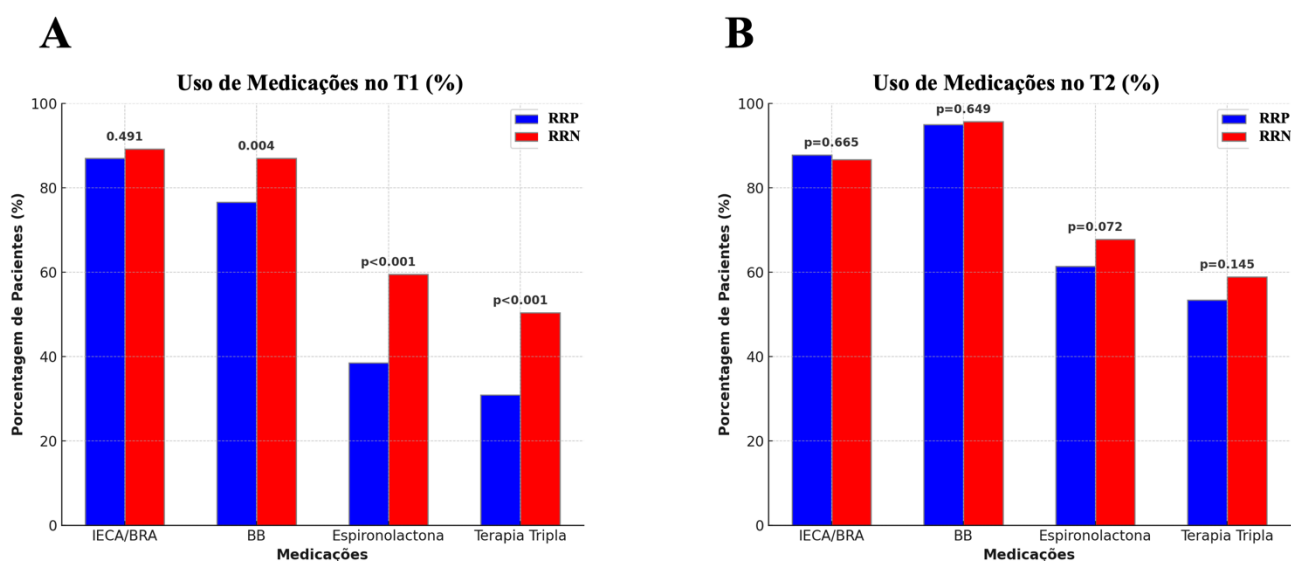 A
Uso de Medicações no T1 (%)
Porcentagem de Pacientes (%)
100
80
60
40
20
0
0.491
0.004
p<0.001
p<0.001
RRP
RRN
IECA/BRA
BB
Espironolactona
Terapia Tripla
Medicações
B
Uso de Medicações no T2 (%)
Porcentagem de Pacientes (%)
100
80
60
40
20
0
p=0.665
p=0.649
p=0.072
p=0.145
RRP
RRN
IECA/BRA
BB
Espironolactona
Terapia Tripla
Medicações